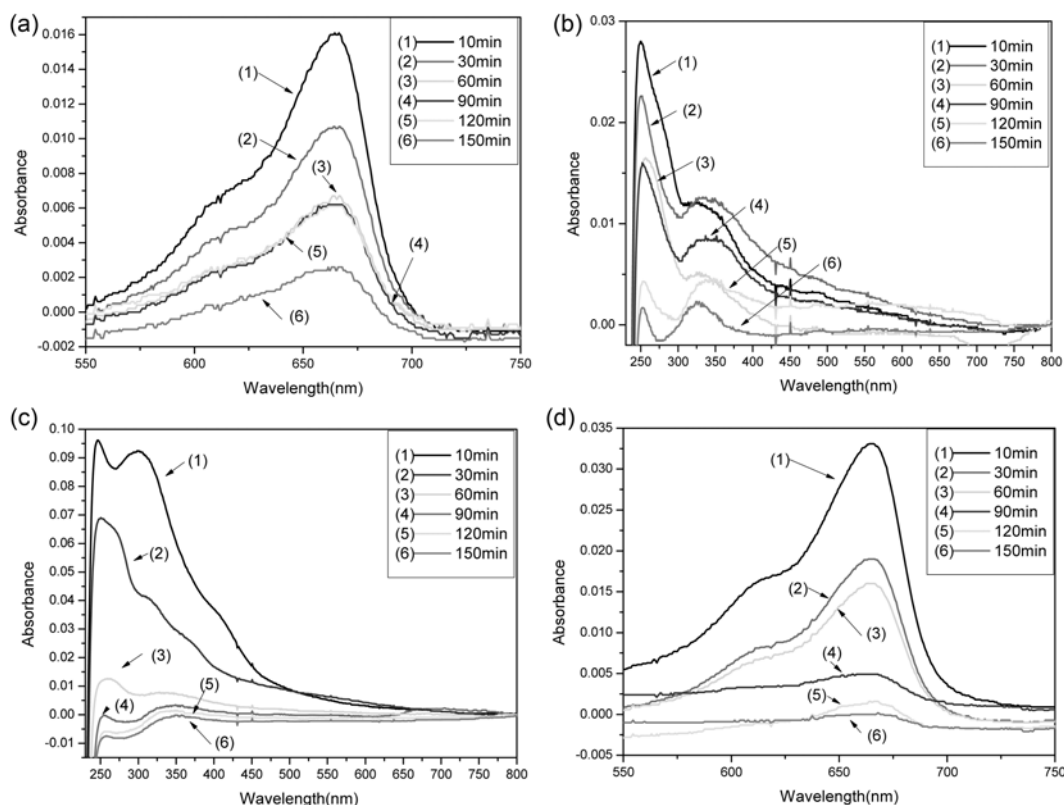 (a)
0.016
0.014
0.012
0.010
0.008
0.006
0.004
0.002
0.000
-0.002
Absorbance
550
600
650
700
750
Wavelength(nm)
(1) 10min
(2) 30min
(3) 60min
(4) 90min
(5) 120min
(6) 150min
(1)
(2)
(3)
(4)
(5)
(6)
(b)
0.03
0.02
0.01
0.00
Absorbance
250 300 350 400 450 500 550 600 650 700 750 800
Wavelength(nm)
(1) 10min
(2) 30min
(3) 60min
(4) 90min
(5) 120min
(6) 150min
(1)
(2)
(3)
(4)
(5)
(6)
(c)
0.10
0.09
0.08
0.07
0.06
0.05
0.04
0.03
0.02
0.01
0.00
-0.01
Absorbance
250 300 350 400 450 500 550 600 650 700 750 800
Wavelength(nm)
(1) 10min
(2) 30min
(3) 60min
(4) 90min
(5) 120min
(6) 150min
(1)
(2)
(3)
(4)
(5)
(6)
(d)
0.035
0.030
0.025
0.020
0.015
0.010
0.005
0.000
-0.005
Absorbance
550
600
650
700
750
Wavelength(nm)
(1) 10min
(2) 30min
(3) 60min
(4) 90min
(5) 120min
(6) 150min
(1)
(2)
(3)
(4)
(5)
(6)